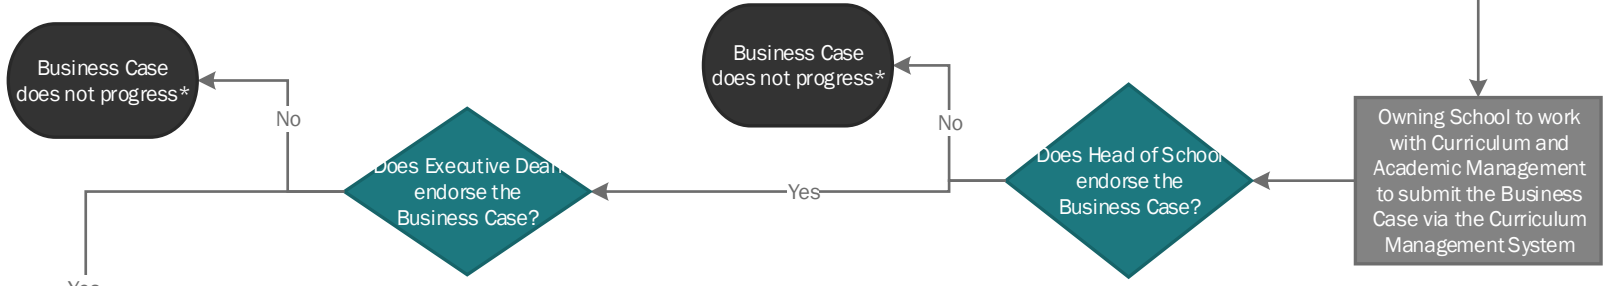 Business Case
does not progress*
No
Does Executive Dean
endorse the
Business Case?
Yes
Business Case
does not progress*
No
Yes
Does Head of School
endorse the
Business Case?
Owning School to work
with Curriculum and
Academic Management
to submit the Business
Case via the Curriculum
Management System